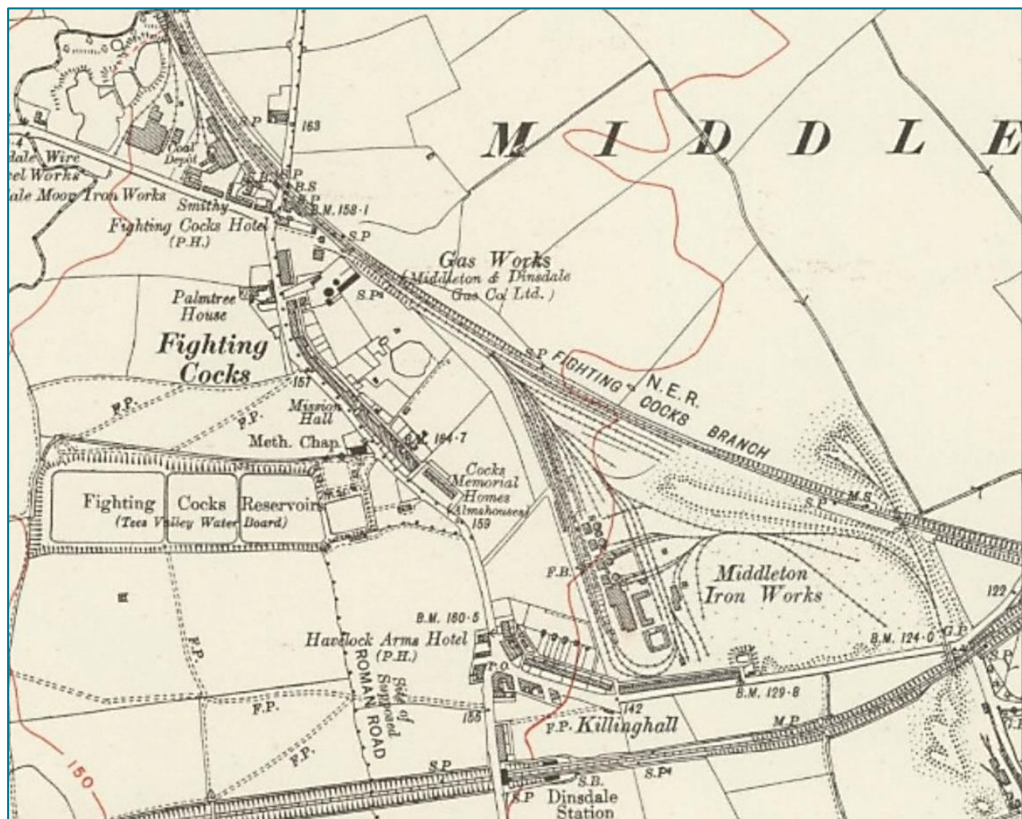 MIDDLE
163
S.P
Coal
Depôt
dale Wire
el Works
ale Moor Iron Works
S.P
B.S
Smithy
B.M. 158·1
Fighting Cocks Hotel
(P.H.)
S.P
Gas Works
(Middleton & Dinsdale
Gas Co. Ltd.)
S.P.s
Palmtree
House
Fighting
Cocks
S.P
FIGHTING COCKS BRANCH
N.E.R.
157
F.P.
F.P.
Mission
Hall
B.M. 164·7
Meth. Chap.
Cocks
Memorial
Homes
(Almshouses)
159
Fighting Cocks Reservoirs
(Tees Valley Water Board)
S.P
M.S
F.B.
Middleton
Iron Works
122
B.M. 160·5
Havelock Arms Hotel
(P.H.)
P.O.
B.M. 124·0
G.P
S.P
F.P.
Site of
Supposed
ROMAN ROAD
B.M. 129·8
142
155
F.P.
F.P.
Killinghall
M.P
F.P.
150
S.P
S.B.
S.P.s
S.P
Dinsdale
Station